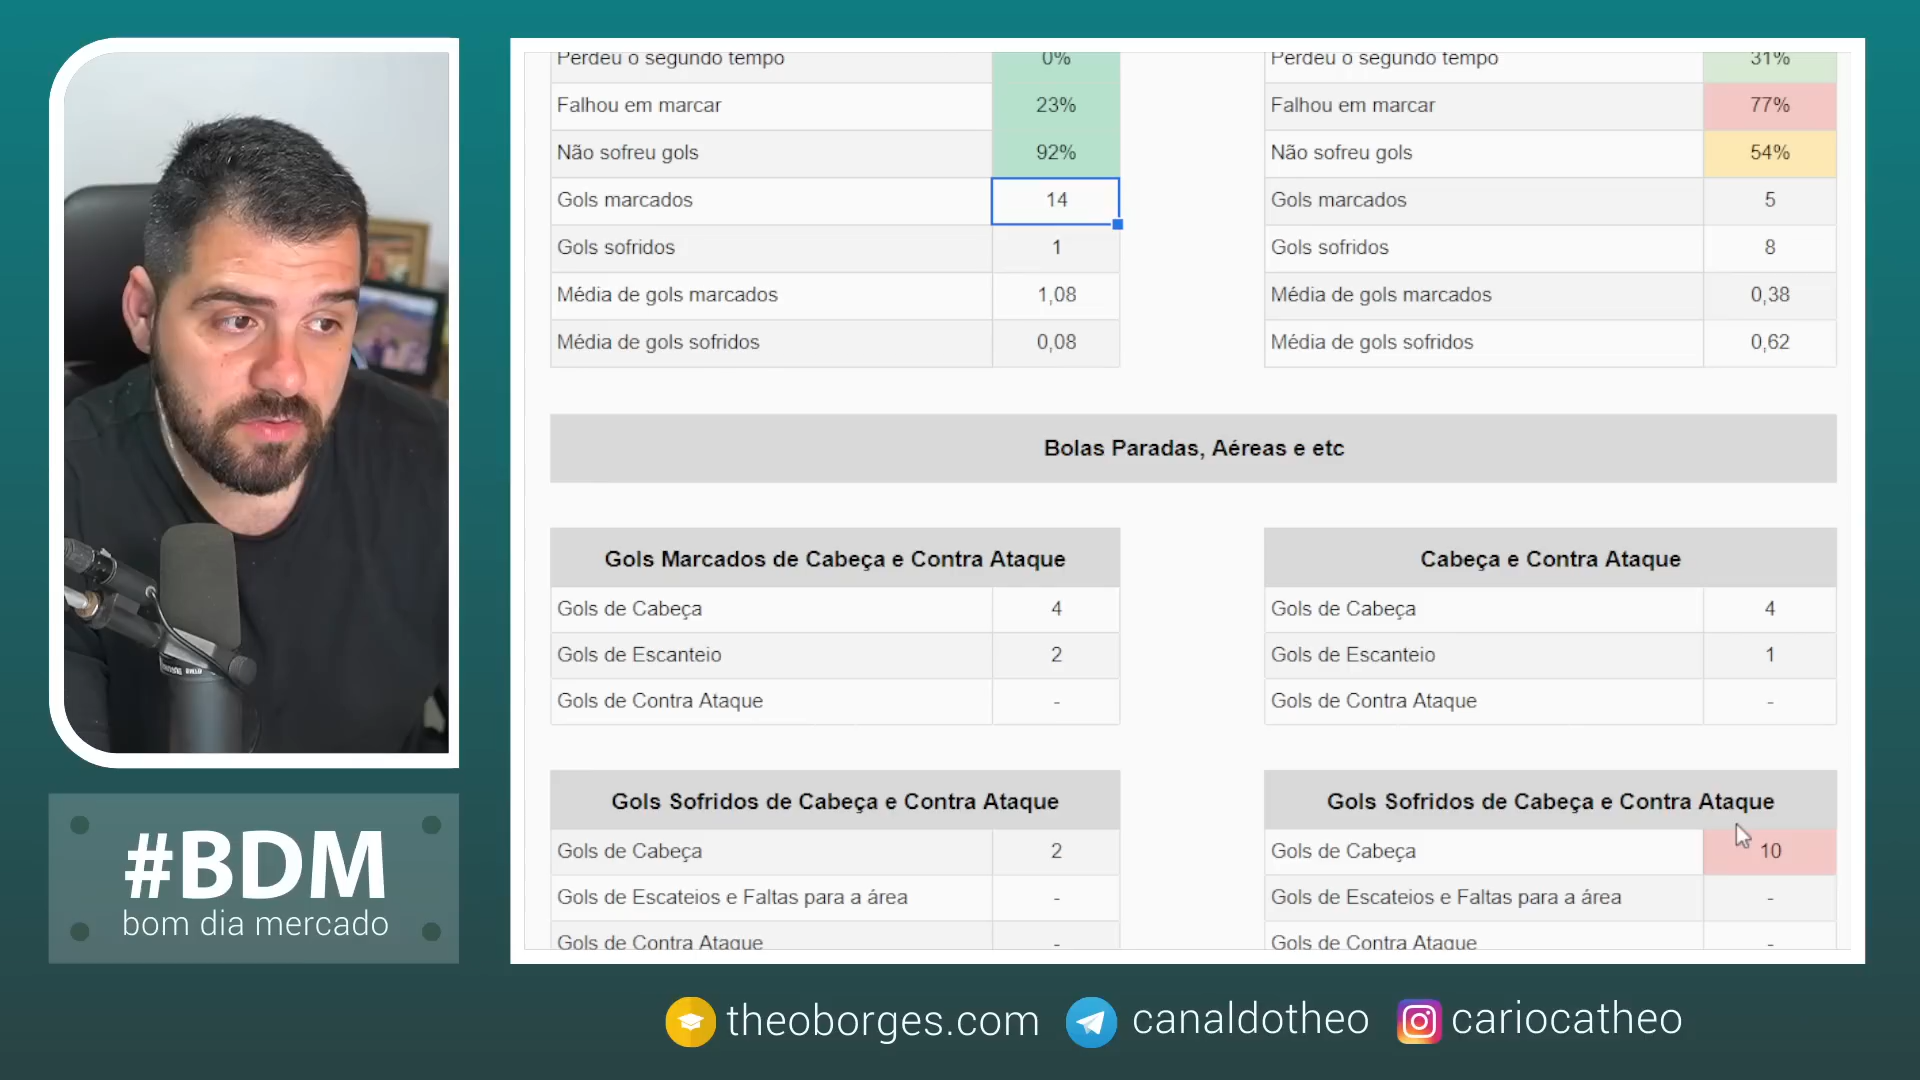 Perdeu o segundo tempo 0%
Falhou em marcar 23%
Não sofreu gols 92%
Gols marcados 14
Gols sofridos 1
Média de gols marcados 1,08
Média de gols sofridos 0,08
Perdeu o segundo tempo 31%
Falhou em marcar 77%
Não sofreu gols 54%
Gols marcados 5
Gols sofridos 8
Média de gols marcados 0,38
Média de gols sofridos 0,62
Bolas Paradas, Aéreas e etc
Gols Marcados de Cabeça e Contra Ataque
Gols de Cabeça 4
Gols de Escanteio 2
Gols de Contra Ataque -
Cabeça e Contra Ataque
Gols de Cabeça 4
Gols de Escanteio 1
Gols de Contra Ataque -
Gols Sofridos de Cabeça e Contra Ataque
Gols de Cabeça 2
Gols de Escateios e Faltas para a área -
Gols de Contra Ataque -
Gols Sofridos de Cabeça e Contra Ataque
Gols de Cabeça 10
Gols de Escateios e Faltas para a área -
Gols de Contra Ataque -
#BDM
bom dia mercado
theoborges.com canaldotheo cariocatheo